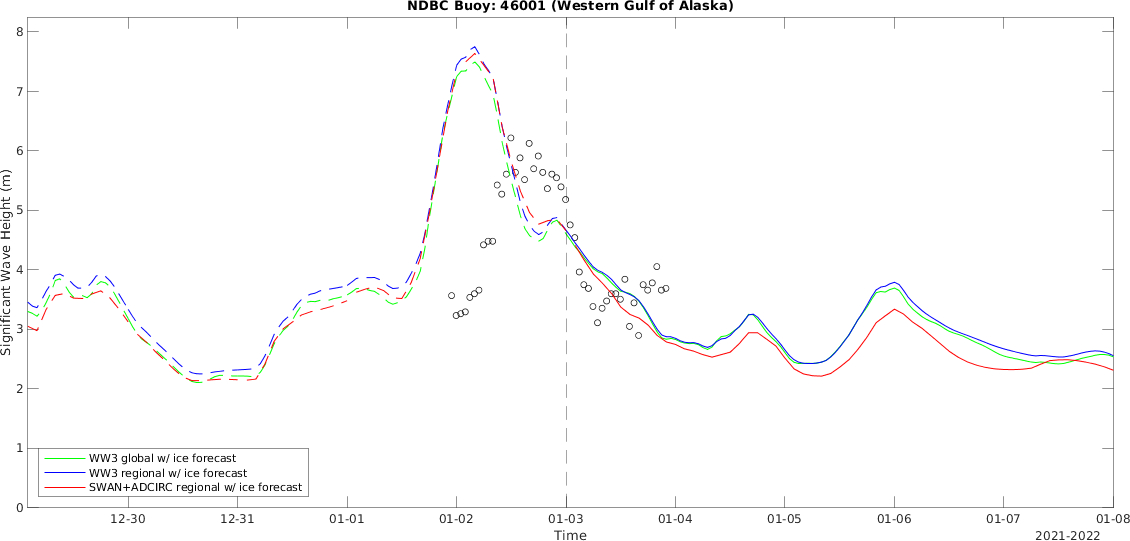 NDBC Buoy: 46001 (Western Gulf of Alaska)
8
7
6
5
4
3
2
1
0
Significant Wave Height (m)
WW3 global w/ ice forecast
WW3 regional w/ ice forecast
SWAN+ADCIRC regional w/ ice forecast
12-30 12-31 01-01 01-02 01-03 01-04 01-05 01-06 01-07 01-08
Time
2021-2022